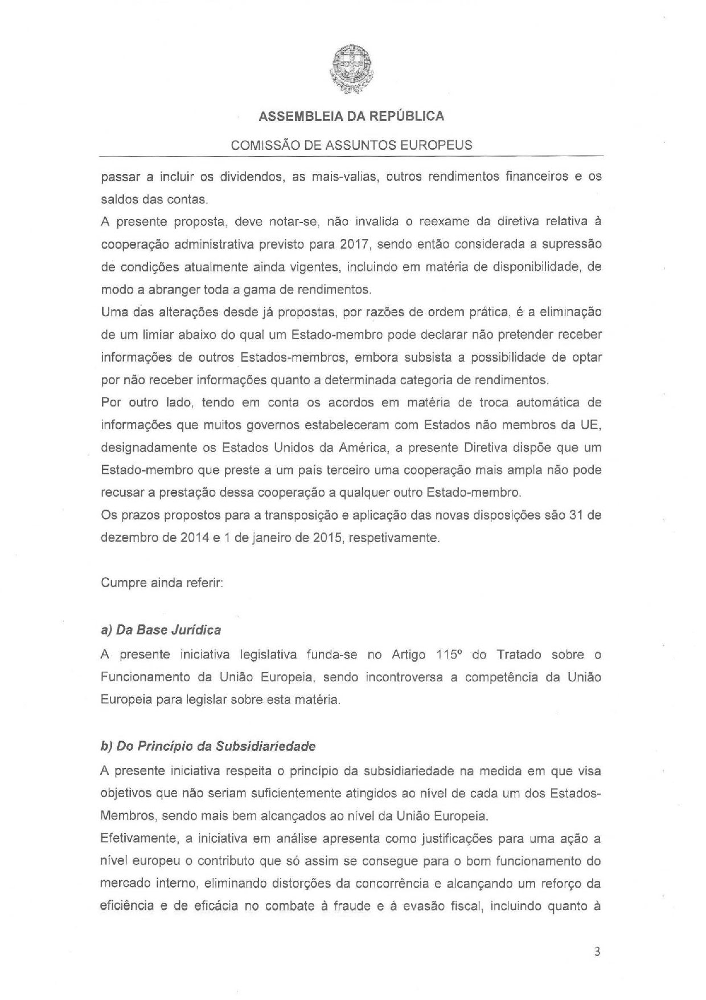 ASSEMBLEIA DA REPÚBLICA
COMISSÃO DE ASSUNTOS EUROPEUS
passar a incluir os dividendos, as mais-valias, outros rendimentos financeiros e os
saldos das contas.
A presente proposta, deve notar-se, não invalida o reexame da diretiva relativa à
cooperação administrativa previsto para 2017, sendo então considerada a supressão
de condições atualmente ainda vigentes, incluindo em matéria de disponibilidade, de
modo a abranger toda a gama de rendimentos.
Uma das alterações desde já propostas, por razões de ordem prática, é a eliminação
de um limiar abaixo do qual um Estado-membro pode declarar não pretender receber
informações de outros Estados-membros, embora subsista a possibilidade de optar
por não receber informações quanto a determinada categoria de rendimentos.
Por outro lado, tendo em conta os acordos em matéria de troca automática de
informações que muitos governos estabeleceram com Estados não membros da UE,
designadamente os Estados Unidos da América, a presente Diretiva dispõe que um
Estado-membro que preste a um país terceiro uma cooperação mais ampla não pode
recusar a prestação dessa cooperação a qualquer outro Estado-membro.
Os prazos propostos para a transposição e aplicação das novas disposições são 31 de
dezembro de 2014 e 1 de janeiro de 2015, respetivamente.
Cumpre ainda referir:
a) Da Base Jurídica
A presente iniciativa legislativa funda-se no Artigo 115º do Tratado sobre o
Funcionamento da União Europeia, sendo incontroversa a competência da União
Europeia para legislar sobre esta matéria.
b) Do Princípio da Subsidiariedade
A presente iniciativa respeita o princípio da subsidiariedade na medida em que visa
objetivos que não seriam suficientemente atingidos ao nível de cada um dos Estados-
Membros, sendo mais bem alcançados ao nível da União Europeia.
Efetivamente, a iniciativa em análise apresenta como justificações para uma ação a
nível europeu o contributo que só assim se consegue para o bom funcionamento do
mercado interno, eliminando distorções da concorrência e alcançando um reforço da
eficiência e de eficácia no combate à fraude e à evasão fiscal, incluindo quanto à
3